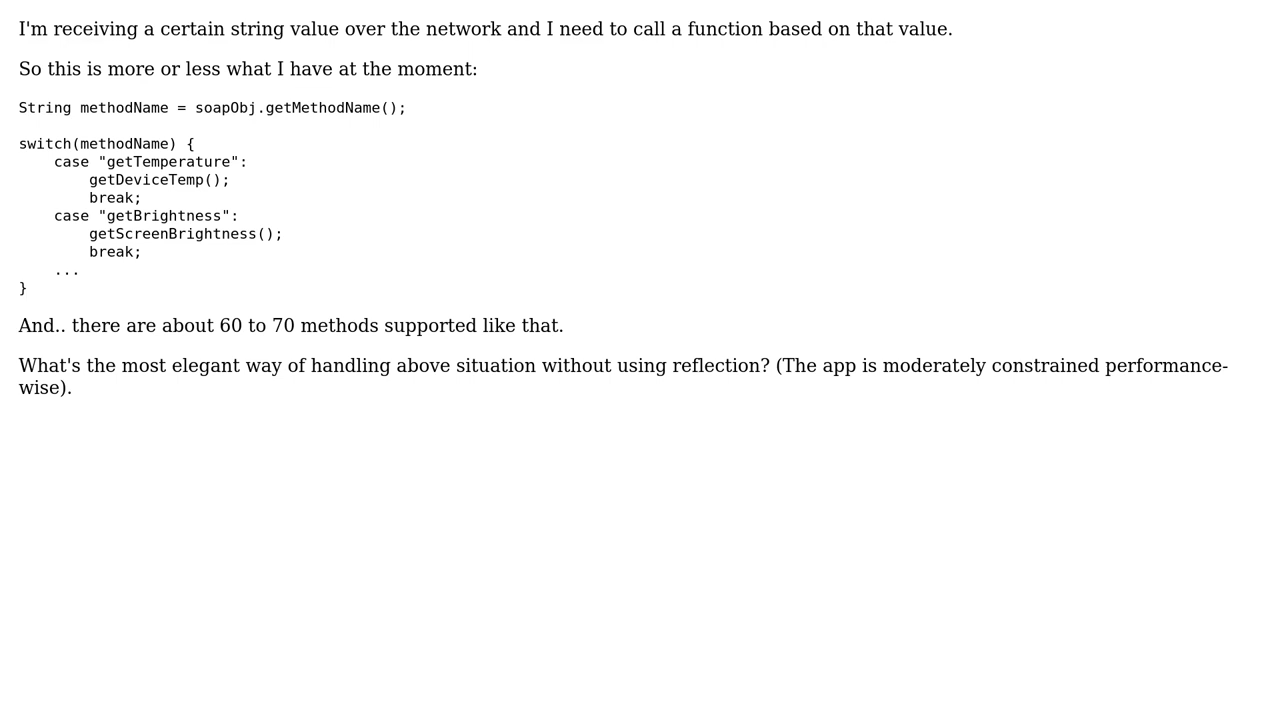 I'm receiving a certain string value over the network and I need to call a function based on that value.
So this is more or less what I have at the moment:
String methodName = soapObj.getMethodName();
switch(methodName) {
    case "getTemperature":
        getDeviceTemp();
        break;
    case "getBrightness":
        getScreenBrightness();
        break;
    ...
}
And.. there are about 60 to 70 methods supported like that.
What's the most elegant way of handling above situation without using reflection? (The app is moderately constrained performance-
wise).